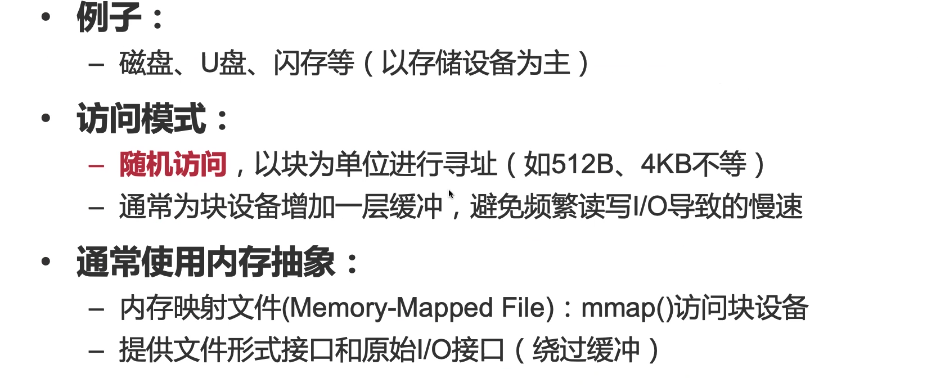 • 例子：
– 磁盘、U盘、闪存等（以存储设备为主）
• 访问模式：
– 随机访问，以块为单位进行寻址（如512B、4KB不等）
– 通常为块设备增加一层缓冲，避免频繁读写I/O导致的慢速
• 通常使用内存抽象：
– 内存映射文件(Memory-Mapped File)：mmap()访问块设备
– 提供文件形式接口和原始I/O接口（绕过缓冲）